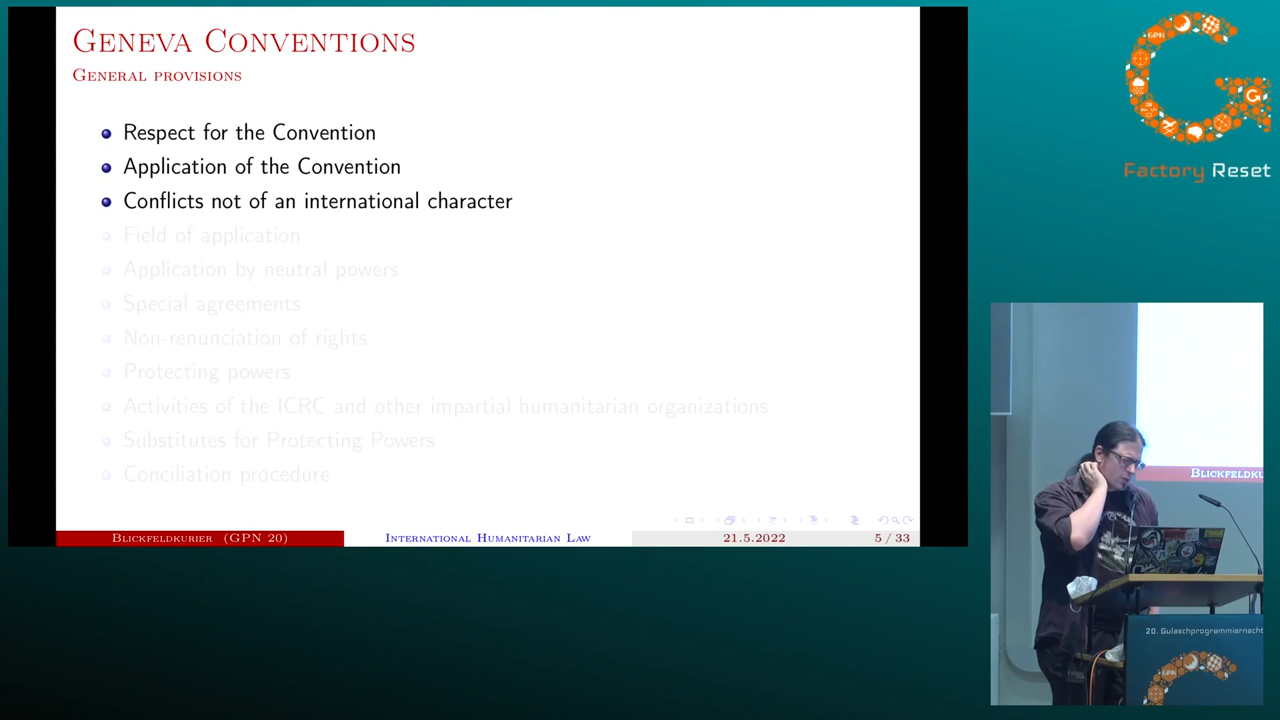 GENEVA CONVENTIONS
GENERAL PROVISIONS
Respect for the Convention
Application of the Convention
Conflicts not of an international character
Field of application
Application by neutral powers
Special agreements
Non-renunciation of rights
Protecting powers
Activities of the ICRC and other impartial humanitarian organizations
Substitutes for Protecting Powers
Conciliation procedure
BLICKFELDKURIER (GPN 20)
INTERNATIONAL HUMANITARIAN LAW
21.5.2022
5 / 33
GPN
G
Factory Reset
BLICKFELDKU
20. Gulaschprogrammiernacht
GPN